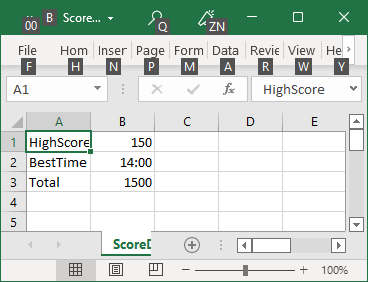 Score...
00 B Q ZN
File Hom Inser Page Form Data Revie View He
F H N P M A R W Y
A1 HighScore
A B C D E
1 HighScore 150
2 BestTime 14:00
3 Total 1500
4
5
ScoreD
100%